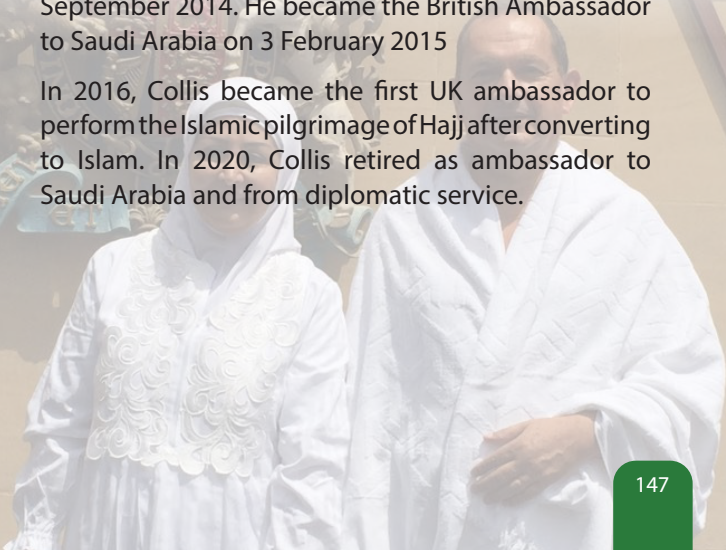 September 2014. He became the British Ambassador
to Saudi Arabia on 3 February 2015
In 2016, Collis became the first UK ambassador to
perform the Islamic pilgrimage of Hajj after converting
to Islam. In 2020, Collis retired as ambassador to
Saudi Arabia and from diplomatic service.
147